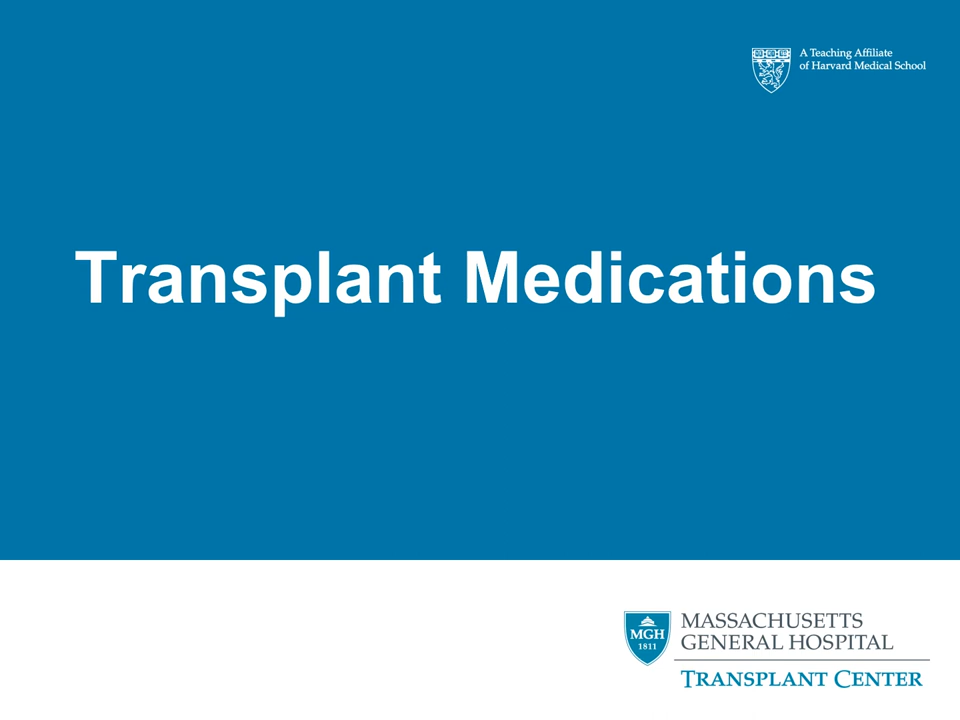 A Teaching Affiliate
of Harvard Medical School
Transplant Medications
MGH
1811
MASSACHUSETTS
GENERAL HOSPITAL
TRANSPLANT CENTER